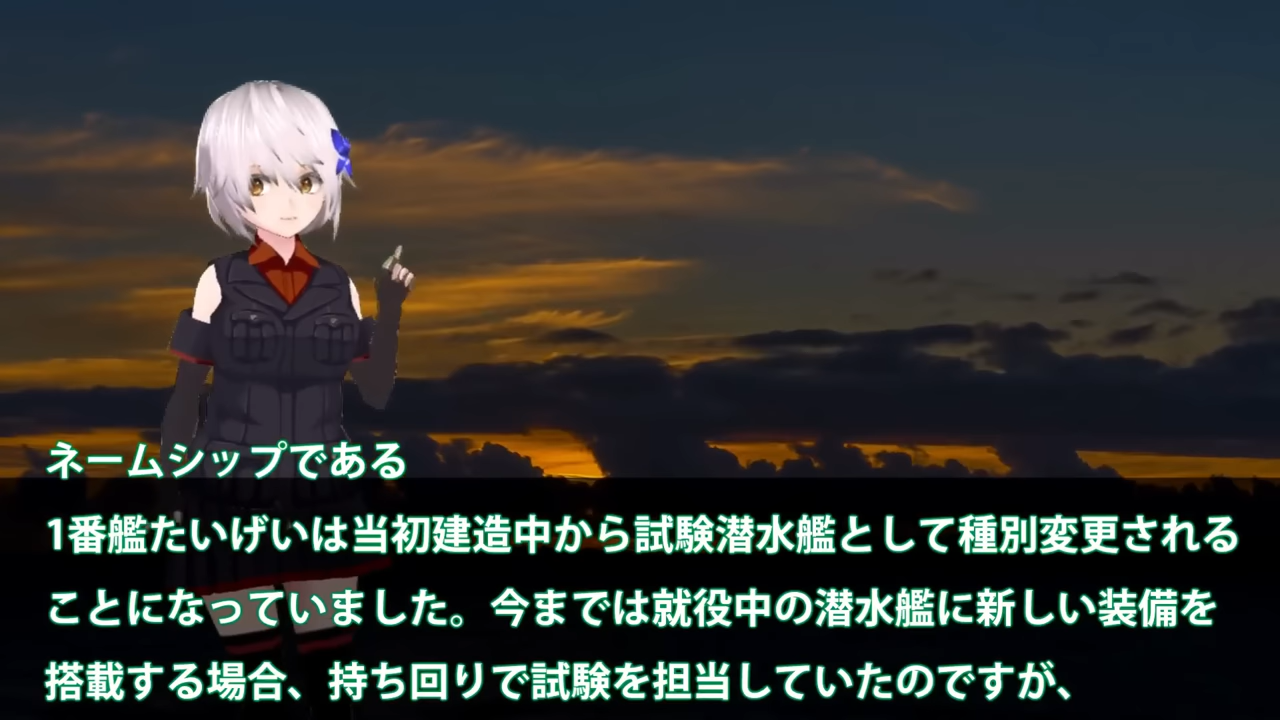 ネームシップである
1番艦たいげいは当初建造中から試験潜水艦として種別変更される
ことになっていました。今までは就役中の潜水艦に新しい装備を
搭載する場合、持ち回りで試験を担当していたのですが、